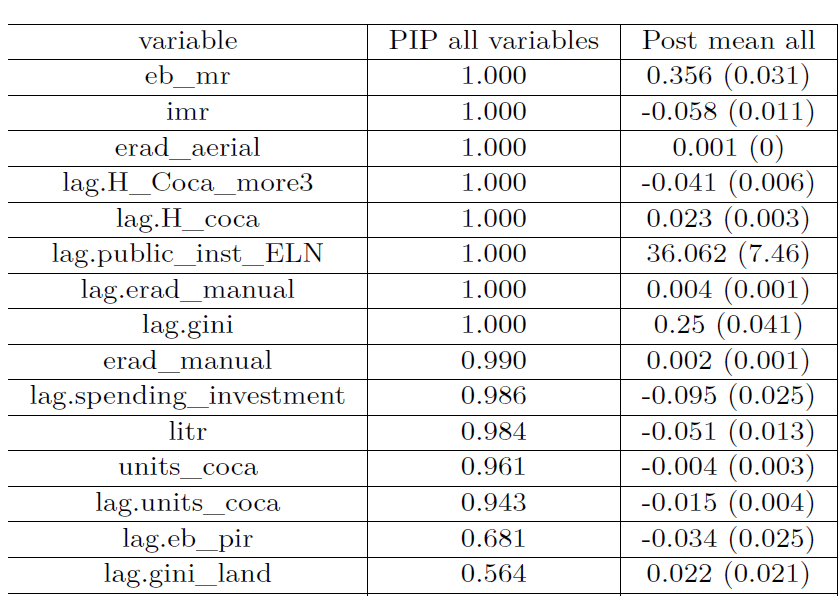 variable PIP all variables Post mean all
eb_mr 1.000 0.356 (0.031)
imr 1.000 -0.058 (0.011)
erad_aerial 1.000 0.001 (0)
lag.H_Coca_more3 1.000 -0.041 (0.006)
lag.H_coca 1.000 0.023 (0.003)
lag.public_inst_ELN 1.000 36.062 (7.46)
lag.erad_manual 1.000 0.004 (0.001)
lag.gini 1.000 0.25 (0.041)
erad_manual 0.990 0.002 (0.001)
lag.spending_investment 0.986 -0.095 (0.025)
litr 0.984 -0.051 (0.013)
units_coca 0.961 -0.004 (0.003)
lag.units_coca 0.943 -0.015 (0.004)
lag.eb_pir 0.681 -0.034 (0.025)
lag.gini_land 0.564 0.022 (0.021)